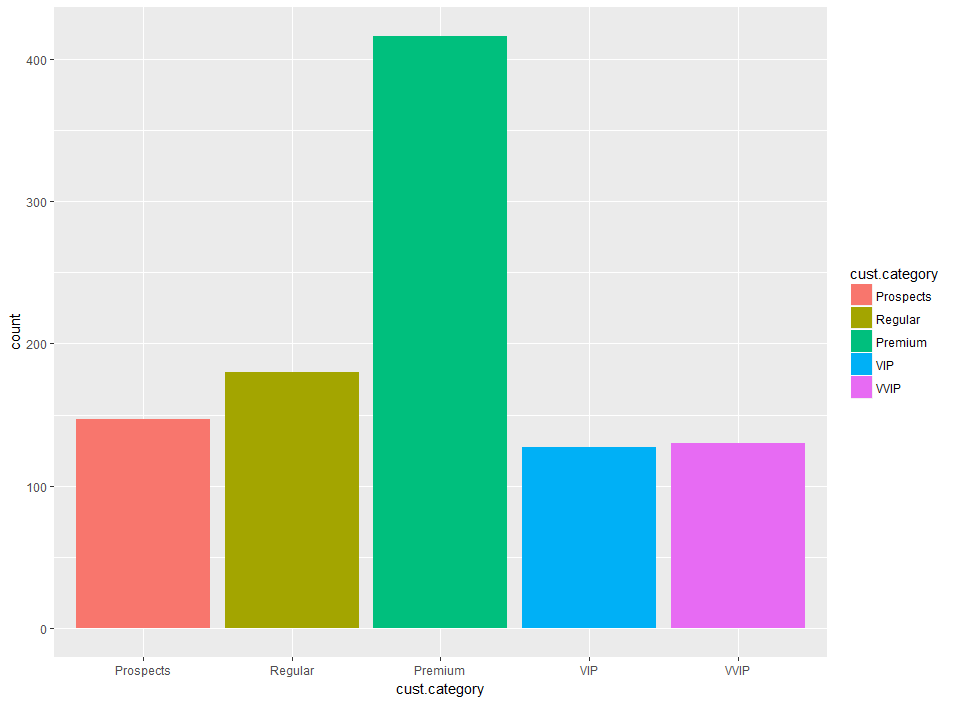 count
400
300
200
100
0
Prospects Regular Premium VIP VVIP
cust.category
cust.category
Prospects
Regular
Premium
VIP
VVIP